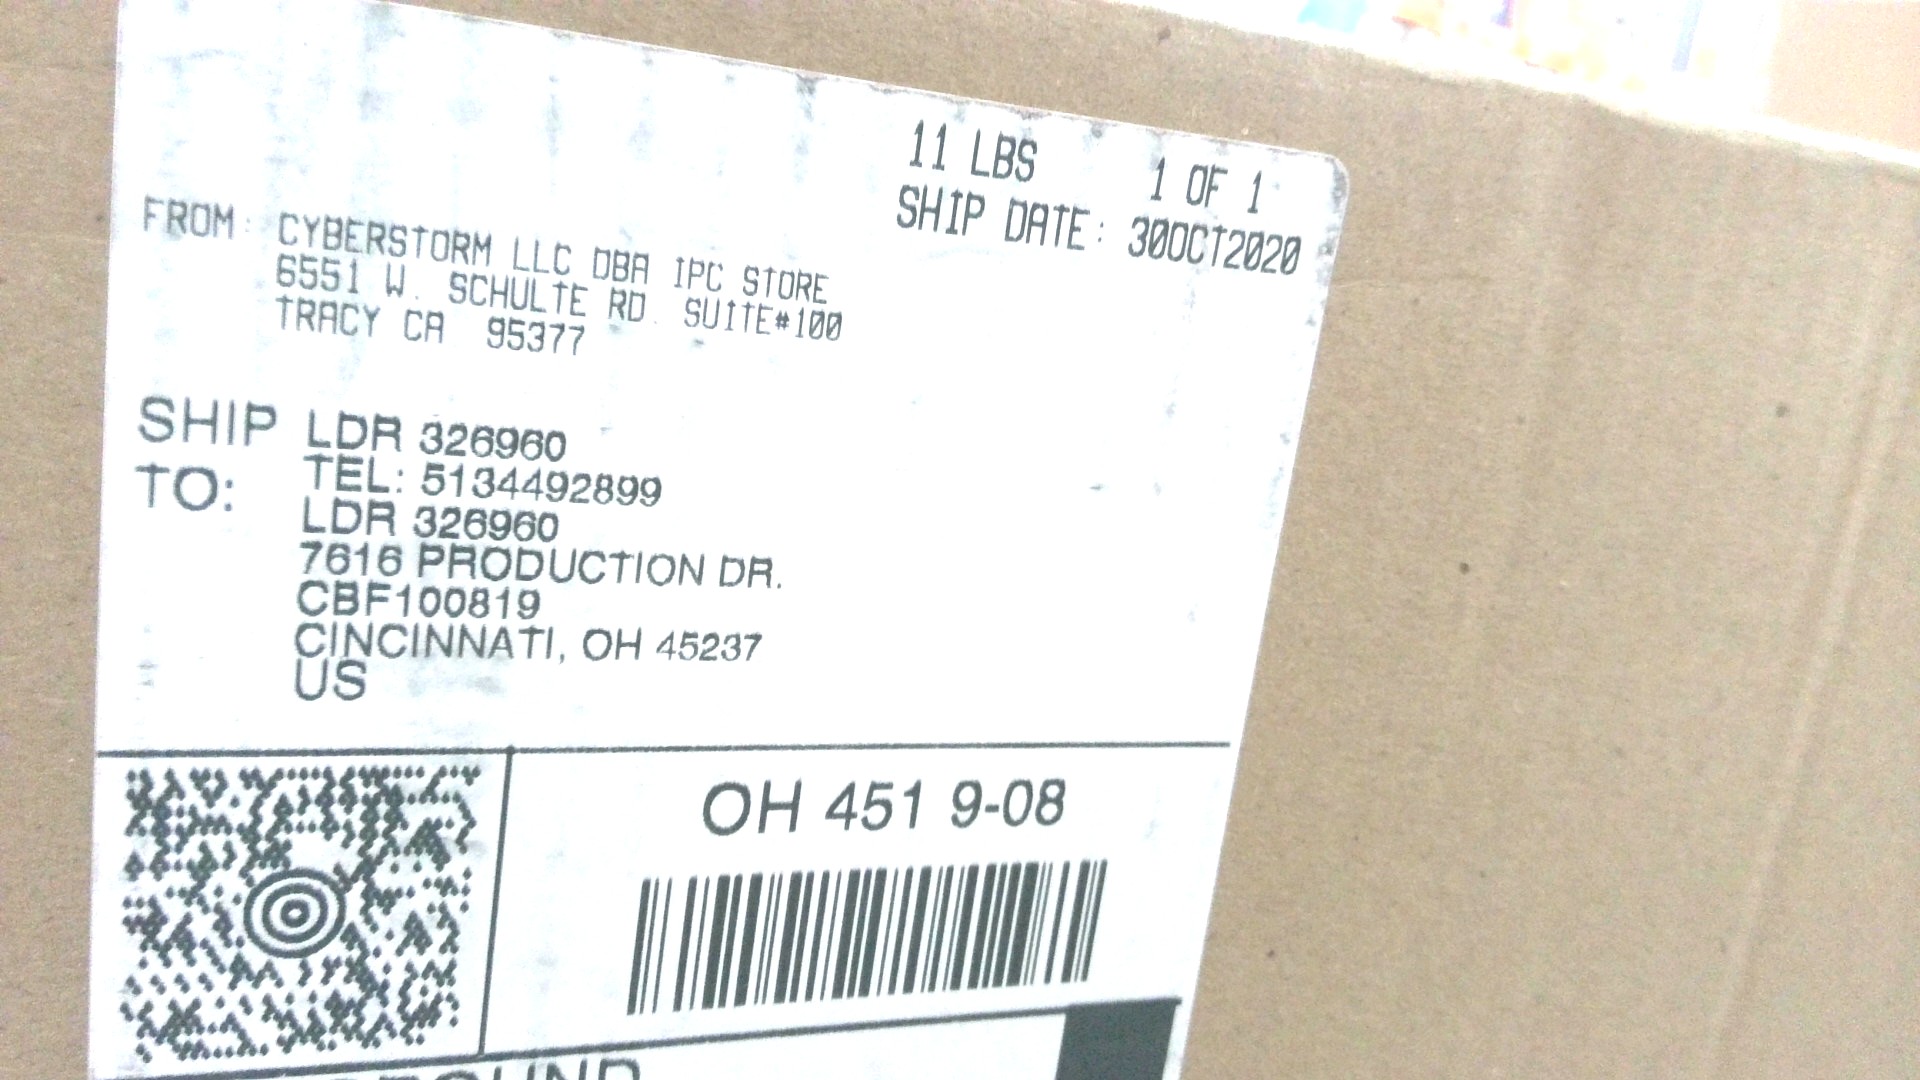 11 LBS 1 OF 1
SHIP DATE: 30OCT2020
FROM: CYBERSTORM LLC DBA IPC STORE
6551 W. SCHULTE RD. SUITE#100
TRACY CA 95377
SHIP TO:
LDR 326960
TEL: 5134492899
LDR 326960
7616 PRODUCTION DR.
CBF100819
CINCINNATI, OH 45237
US
OH 451 9-08